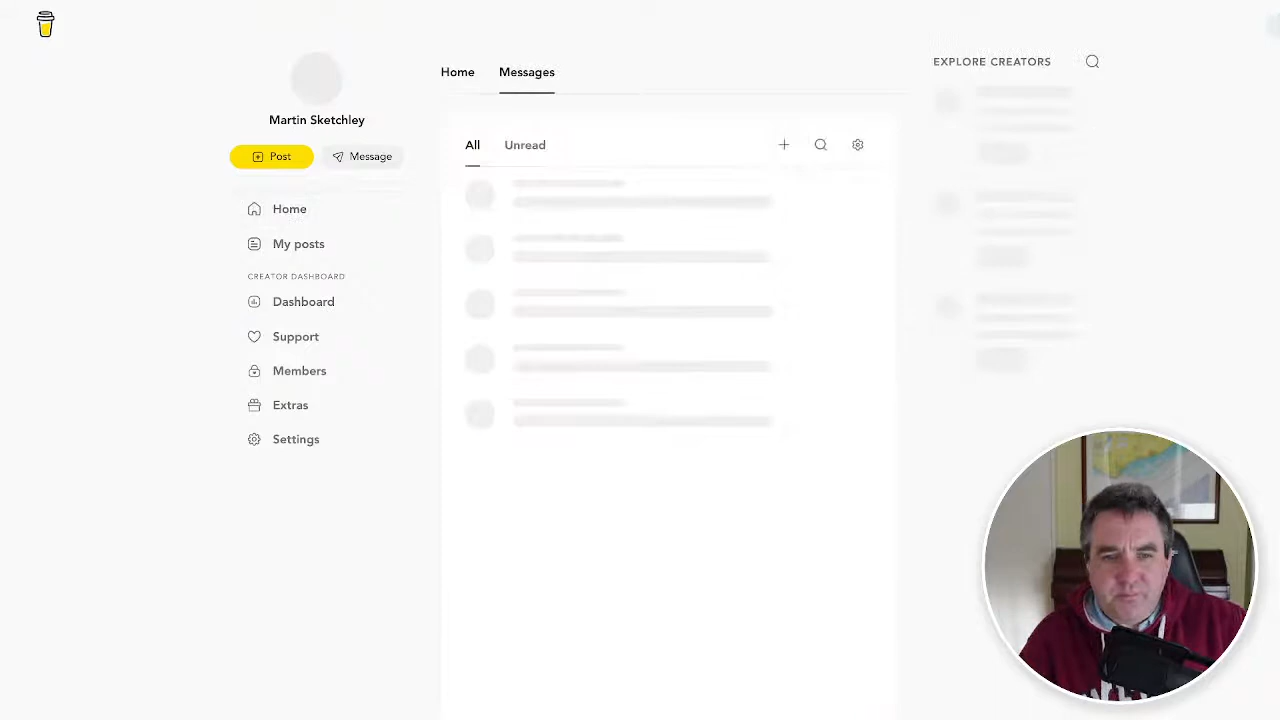 Martin Sketchley
Post
Message
Home
My posts
CREATOR DASHBOARD
Dashboard
Support
Members
Extras
Settings
Home
Messages
All
Unread
EXPLORE CREATORS